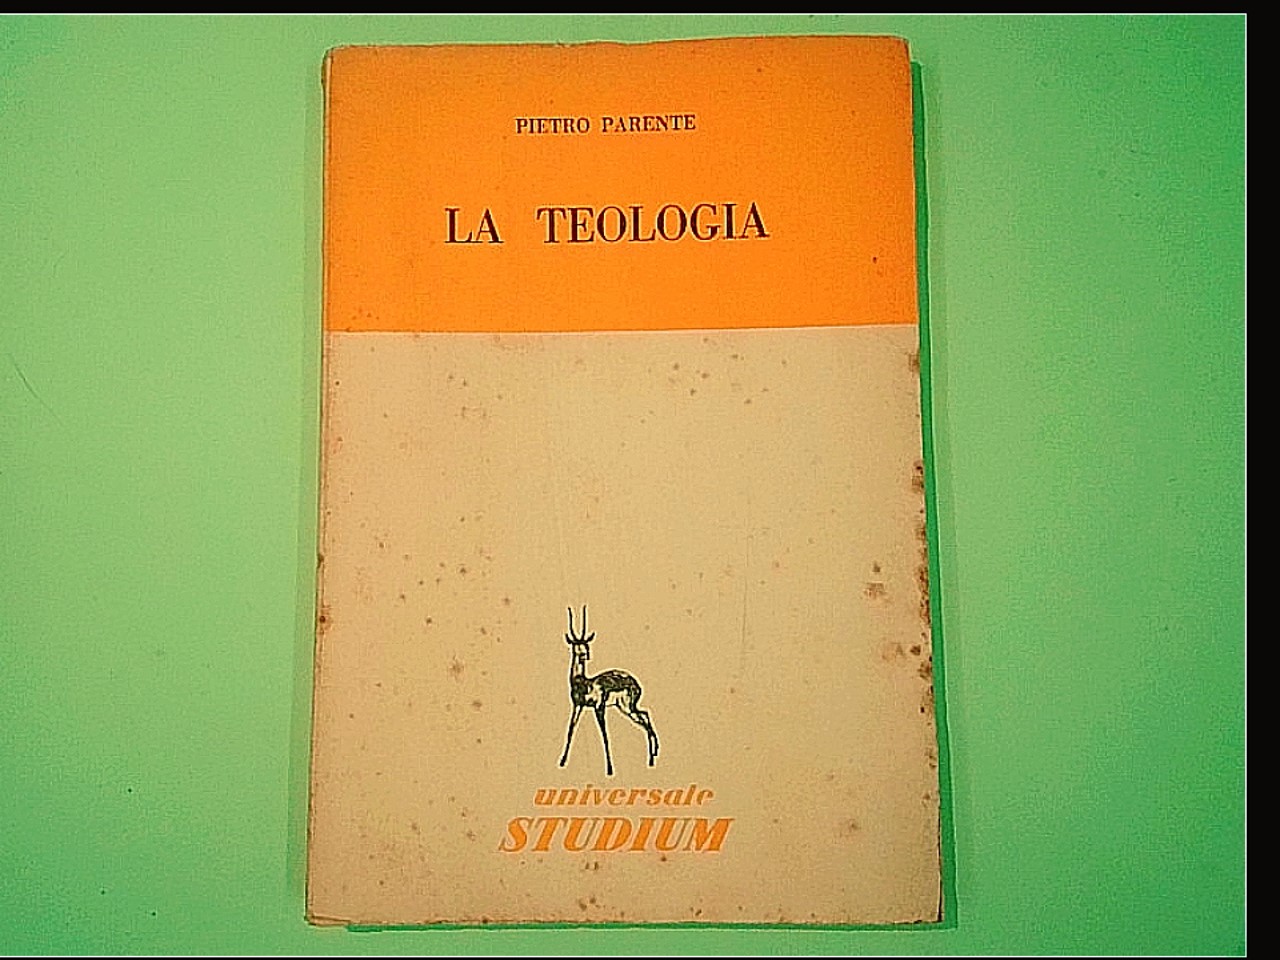 PIETRO PARENTE
LA TEOLOGIA
universale
STUDIUM